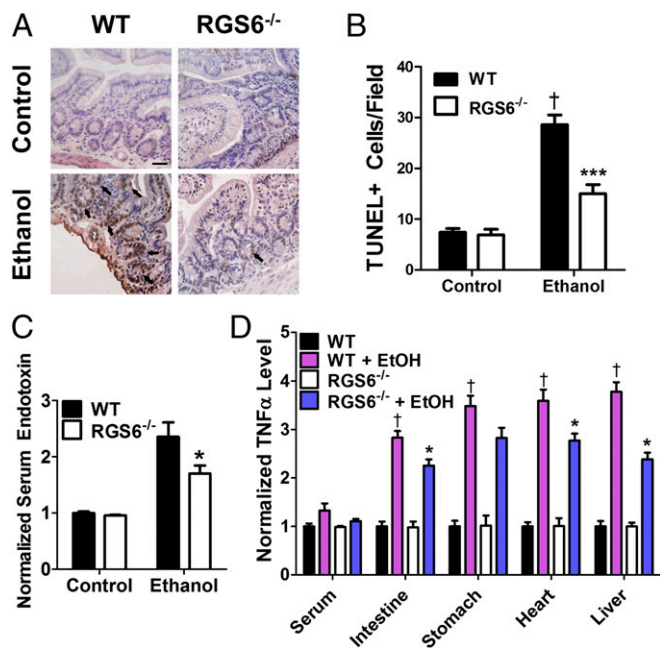 A
WT RGS6-/-
Control
Ethanol
B
TUNEL+ Cells/Field
40
30
20
10
0
WT
RGS6-/-
†
***
Control Ethanol
C
Normalized Serum Endotoxin
3
2
1
0
WT
RGS6-/-
*
Control Ethanol
D
Normalized TNFα Level
5
4
3
2
1
0
WT
WT + EtOH
RGS6-/-
RGS6-/- + EtOH
† * † † * † *
Serum Intestine Stomach Heart Liver